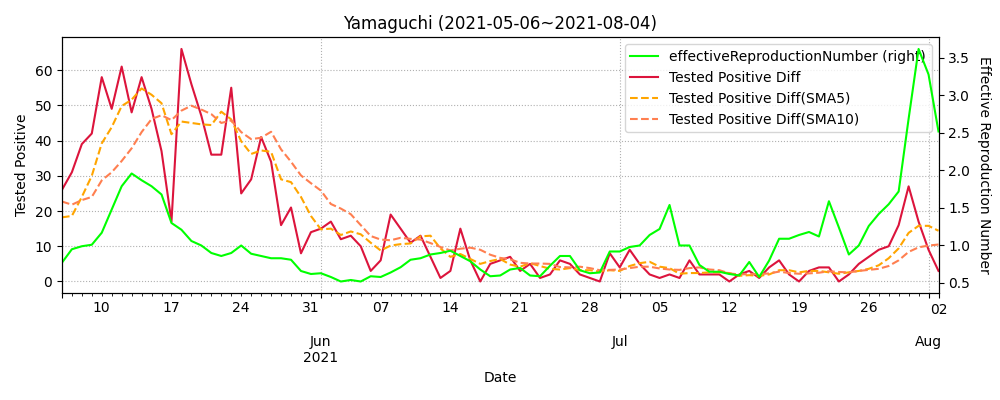 Yamaguchi (2021-05-06~2021-08-04)
effectiveReproductionNumber (right)
Tested Positive Diff
Tested Positive Diff(SMA5)
Tested Positive Diff(SMA10)
Tested Positive
60
50
40
30
20
10
0
3.5
3.0
2.5
2.0
1.5
1.0
0.5
Effective Reproduction Number
10 17 24 31 07 14 21 28 05 12 19 26 02
Jun Jul Aug
2021
Date